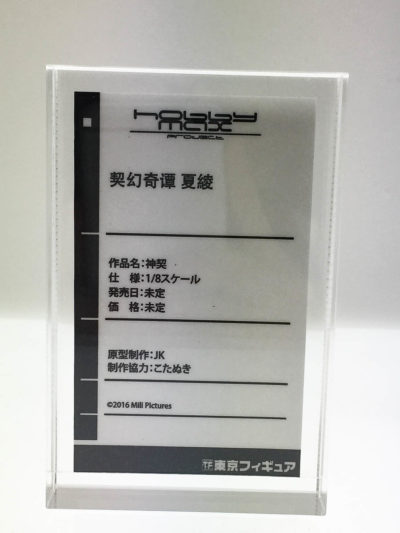 hobby
max
project
契幻奇谭 夏綾
作品名：神契
仕　様：1/8スケール
発売日：未定
価　格：未定
原型制作：JK
制作協力：こたぬき
©2016 Mili Pictures
TF 東京フィギュア